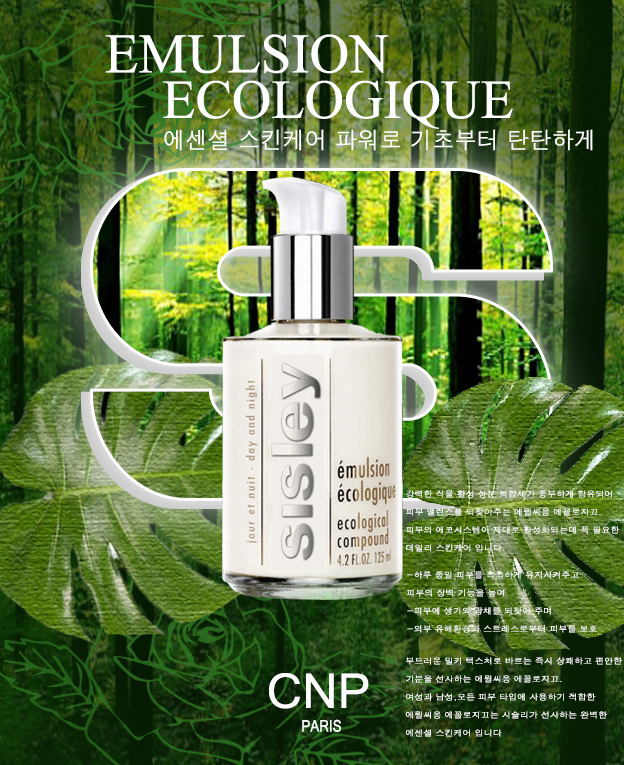 EMULSION
ECOLOGIQUE
에센셜 스킨케어 파워로 기초부터 탄탄하게
jour et nuit · day and night
sisley
émulsion
écologique
ecological
compound
4.2 FL.OZ. 125 ml
강력한 식물 활성 성분 복합체가 풍부하게 함유되어
피부 밸런스를 되찾아주는 에멀씨옹 에꼴로지끄.
피부의 에코시스템이 제대로 활성화되는데 꼭 필요한
데일리 스킨케어 입니다.
-하루 종일 피부를 촉촉하게 유지시켜주고
피부의 장벽 기능을 높여
-피부에 생기와 광채를 되찾아 주며
-외부 유해환경과 스트레스로부터 피부를 보호
부드러운 밀키 텍스처로 바르는 즉시 상쾌하고 편안한
기분을 선사하는 에멀씨옹 에꼴로지끄.
여성과 남성,모든 피부 타입에 사용하기 적합한
에멀씨옹 에꼴로지끄는 시슬리가 선사하는 완벽한
에센셜 스킨케어 입니다
CNP
PARIS